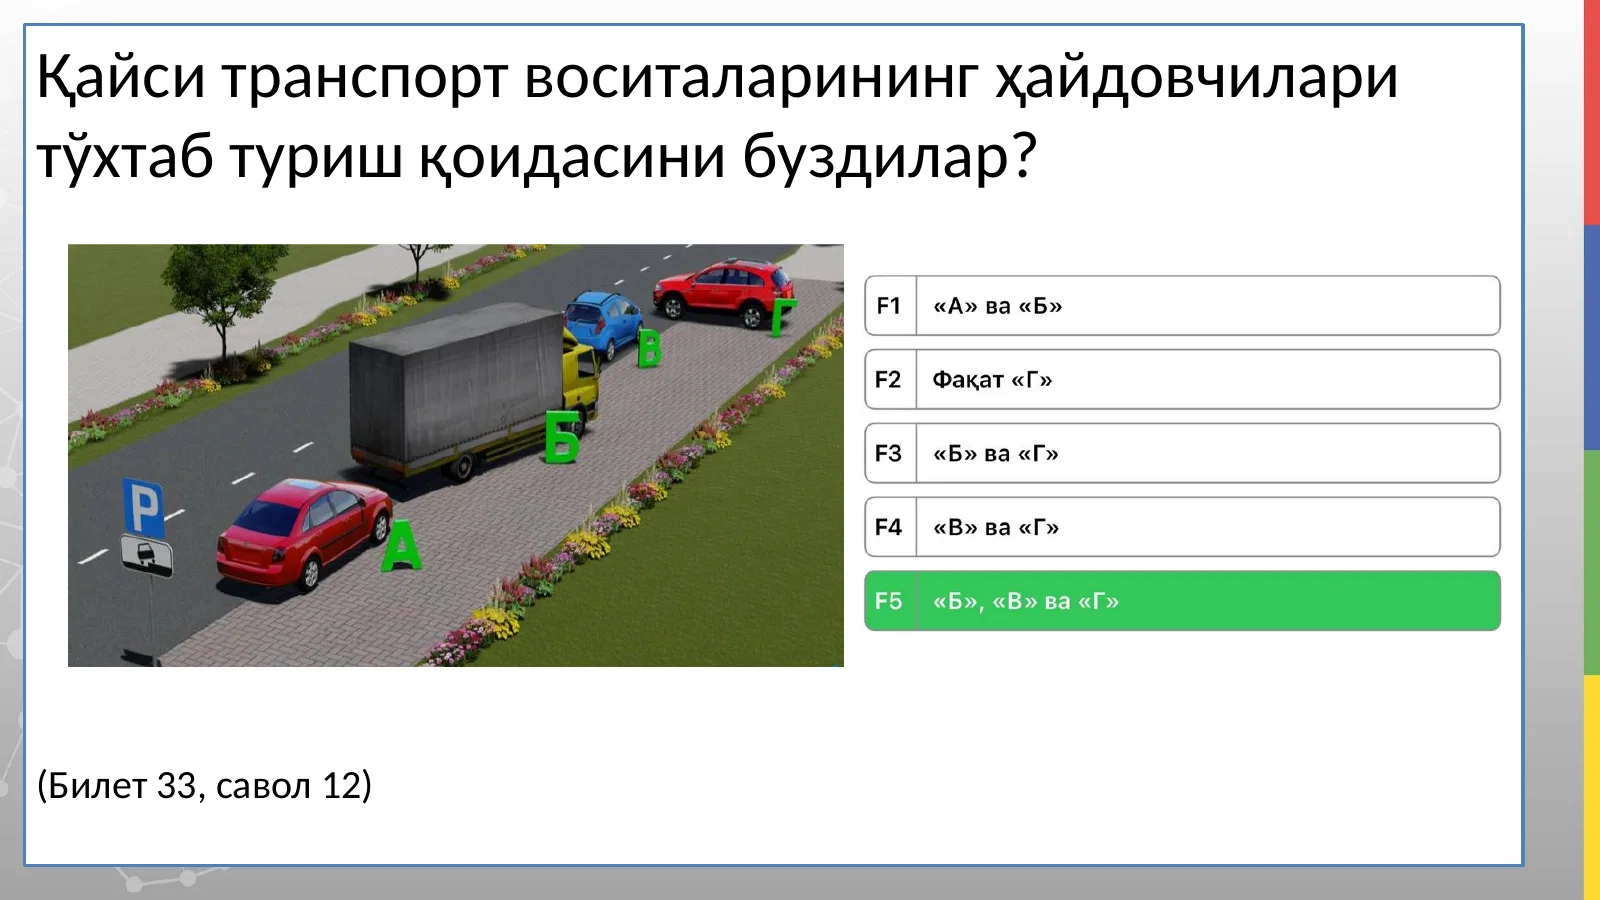 Қайси транспорт воситаларининг ҳайдовчилари
тўхтаб туриш қоидасини буздилар?
P
А
Б
В
Г
F1 «А» ва «Б»
F2 Фақат «Г»
F3 «Б» ва «Г»
F4 «В» ва «Г»
F5 «Б», «В» ва «Г»
(Билет 33, савол 12)